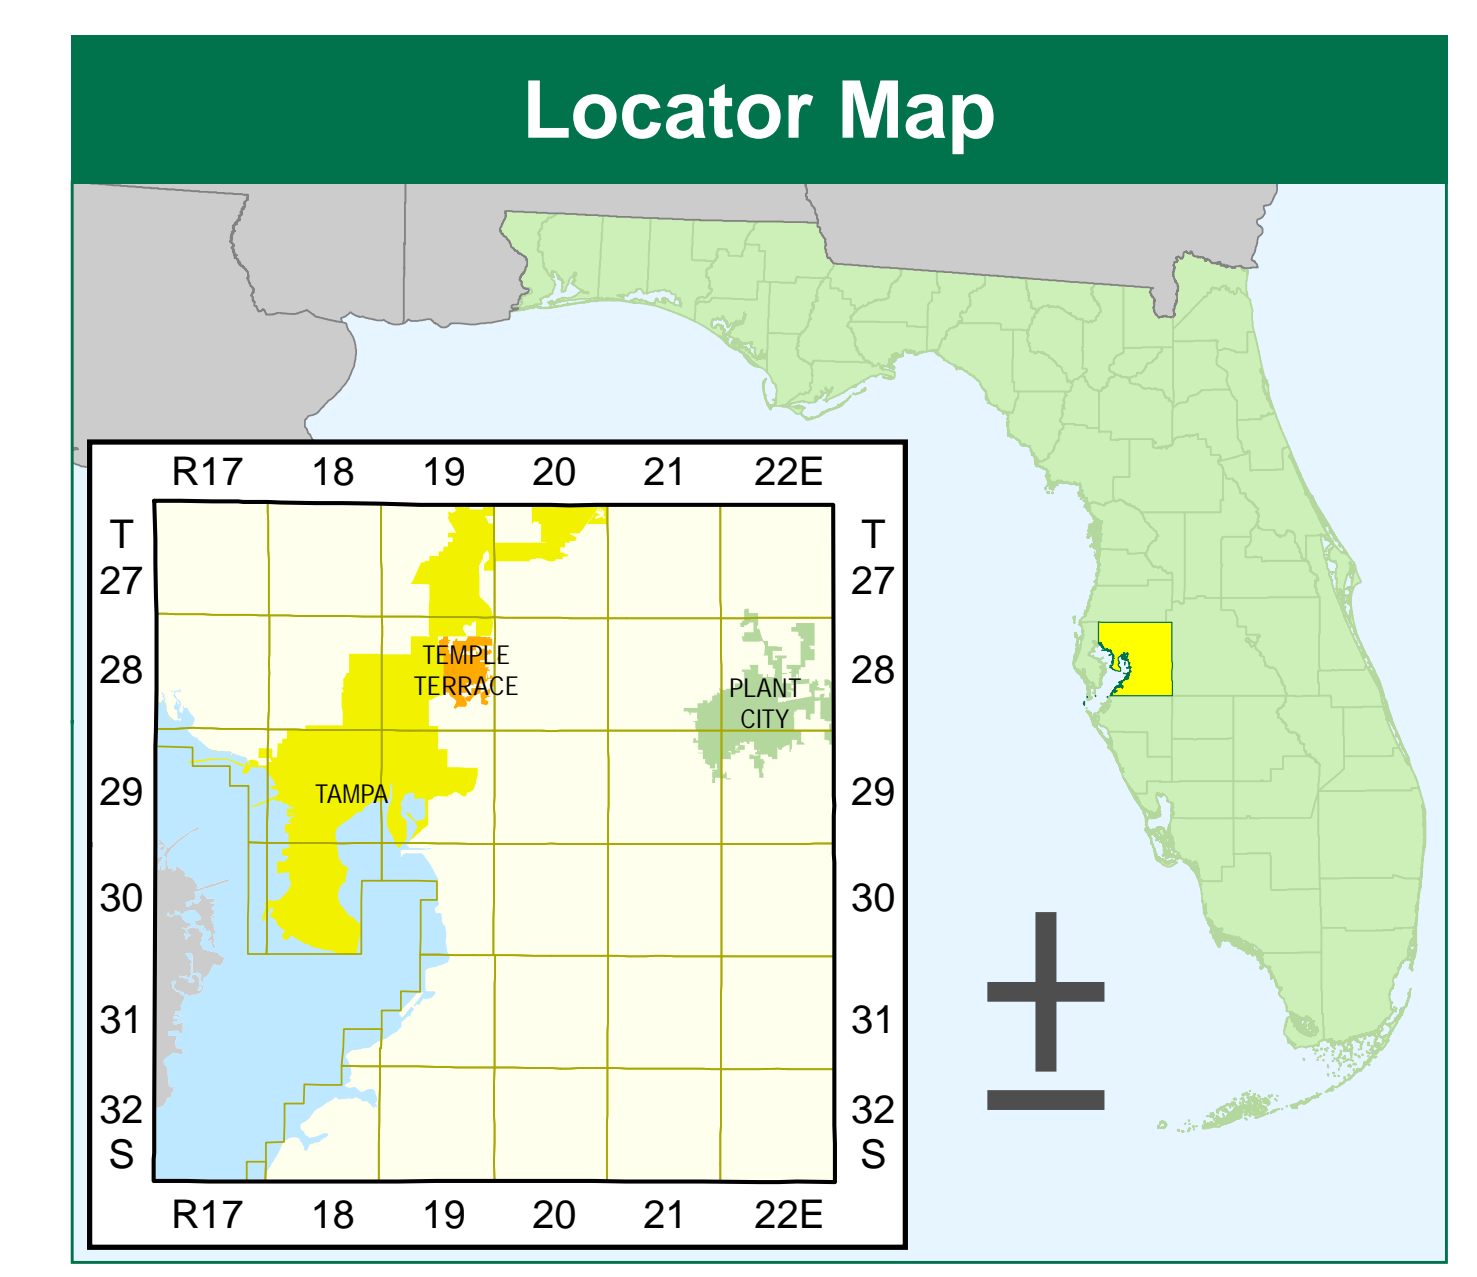 Locator Map
R17 18 19 20 21 22E
T T
27 27
TEMPLE
28 TERRACE PLANT 28
CITY
29 TAMPA 29
30 30
31 31
32 32
S S
R17 18 19 20 21 22E